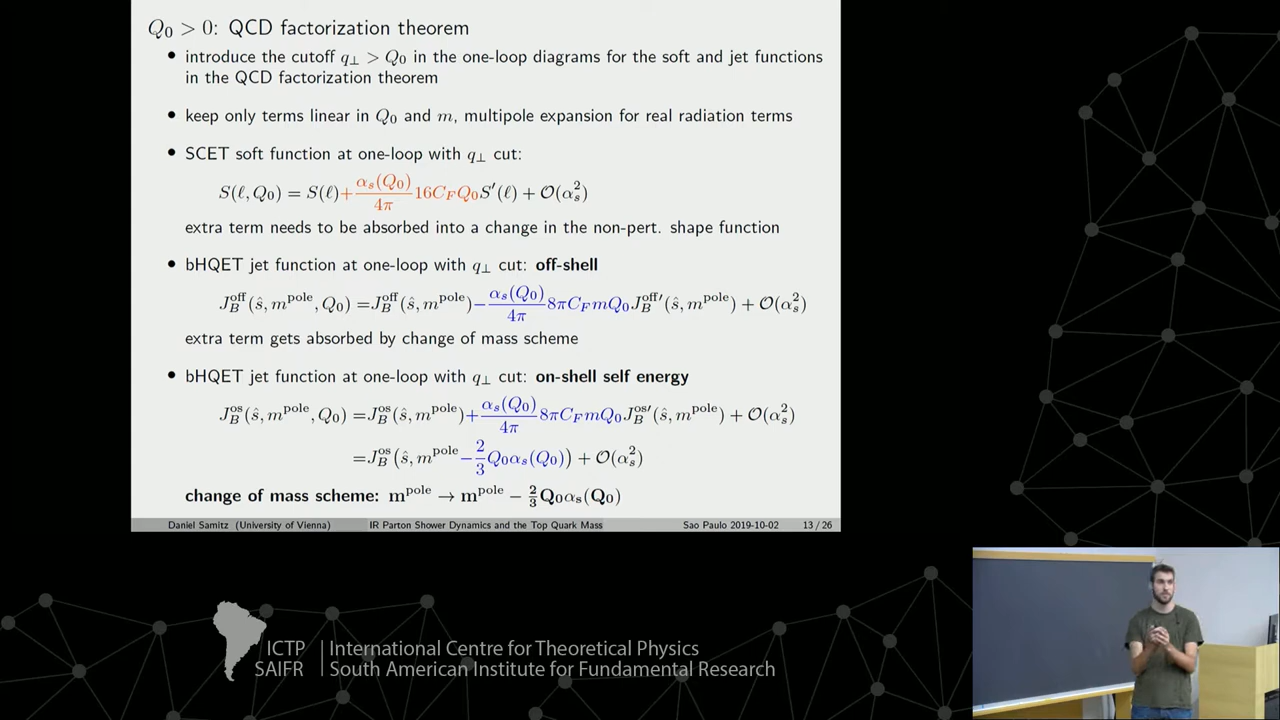 Q₀ > 0: QCD factorization theorem
• introduce the cutoff q⊥ > Q₀ in the one-loop diagrams for the soft and jet functions
in the QCD factorization theorem
• keep only terms linear in Q₀ and m, multipole expansion for real radiation terms
• SCET soft function at one-loop with q⊥ cut:
S(ℓ, Q₀) = S(ℓ)+αₛ(Q₀)/4π 16C_F Q₀S′(ℓ) + O(αₛ²)
extra term needs to be absorbed into a change in the non-pert. shape function
• bHQET jet function at one-loop with q⊥ cut: off-shell
J_B^off(ŝ, m^pole, Q₀) =J_B^off(ŝ, m^pole)−αₛ(Q₀)/4π 8πC_F mQ₀J_B^off′(ŝ, m^pole) + O(αₛ²)
extra term gets absorbed by change of mass scheme
• bHQET jet function at one-loop with q⊥ cut: on-shell self energy
J_B^os(ŝ, m^pole, Q₀) =J_B^os(ŝ, m^pole)+αₛ(Q₀)/4π 8πC_F mQ₀J_B^os′(ŝ, m^pole) + O(αₛ²)
=J_B^os(ŝ, m^pole−2/3 Q₀αₛ(Q₀)) + O(αₛ²)
change of mass scheme: m^pole → m^pole − 2/3 Q₀αₛ(Q₀)
Daniel Samitz (University of Vienna) IR Parton Shower Dynamics and the Top Quark Mass Sao Paulo 2019-10-02 13 / 26
ICTP International Centre for Theoretical Physics
SAIFR South American Institute for Fundamental Research